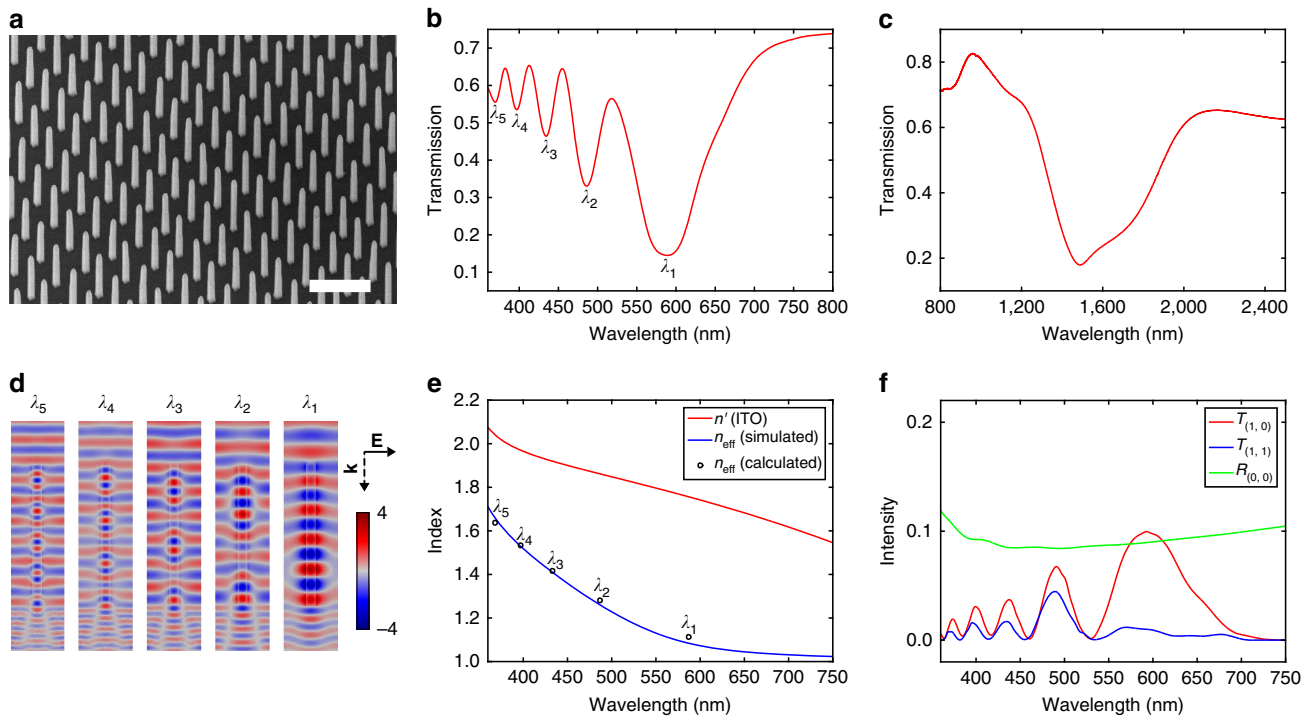 a
b
0.7
0.6
0.5
0.4
0.3
0.2
0.1
Transmission
λ5
λ4
λ3
λ2
λ1
400 450 500 550 600 650 700 750 800
Wavelength (nm)
c
0.8
0.6
0.4
0.2
Transmission
800 1,200 1,600 2,000 2,400
Wavelength (nm)
d
λ5 λ4 λ3 λ2 λ1
E
k
4
−4
e
2.2
2.0
1.8
1.6
1.4
1.2
1.0
Index
n′ (ITO)
neff (simulated)
neff (calculated)
λ5
λ4
λ3
λ2
λ1
400 450 500 550 600 650 700 750
Wavelength (nm)
f
0.2
0.1
0.0
Intensity
T(1, 0)
T(1, 1)
R(0, 0)
400 450 500 550 600 650 700 750
Wavelength (nm)